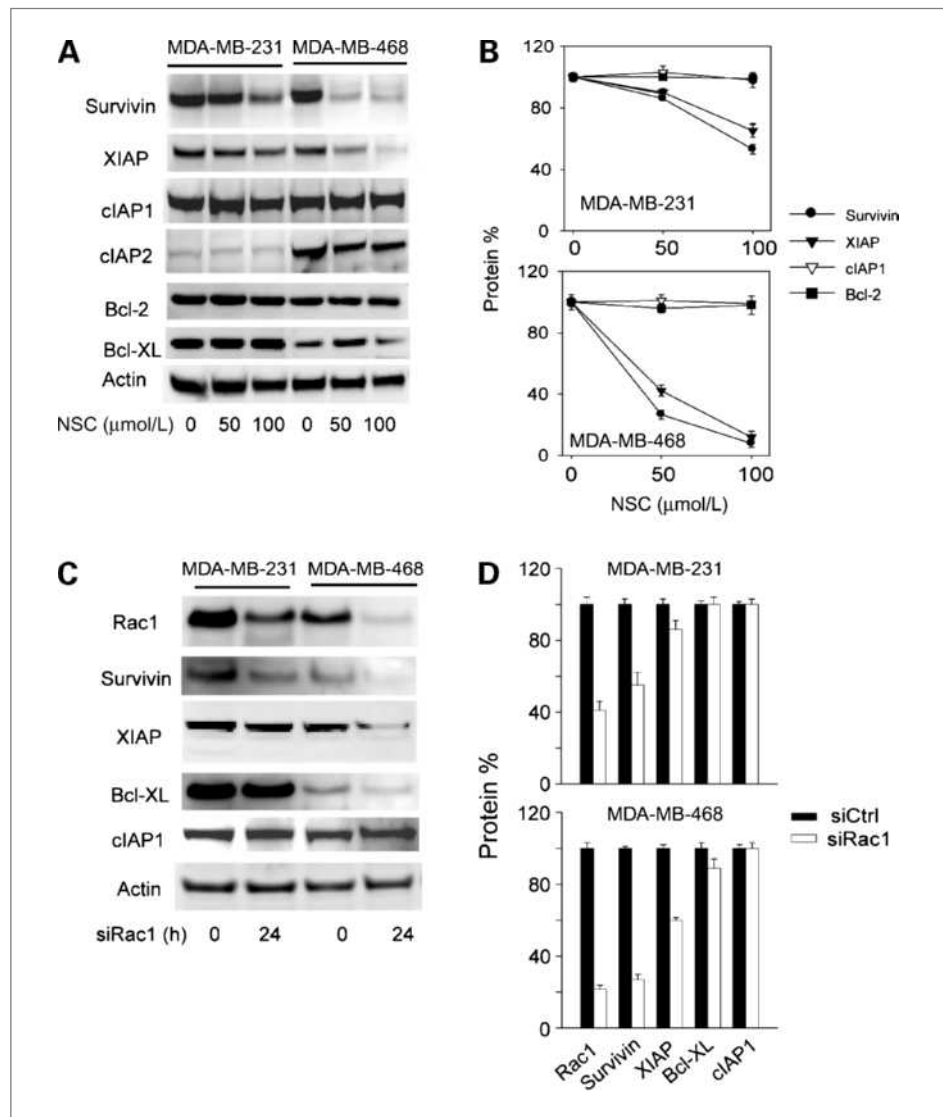 A
MDA-MB-231 MDA-MB-468
Survivin
XIAP
cIAP1
cIAP2
Bcl-2
Bcl-XL
Actin
NSC (μmol/L) 0 50 100 0 50 100
B
120
80
40
0
MDA-MB-231
0 50 100
120
80
40
0
MDA-MB-468
0 50 100
Protein %
NSC (μmol/L)
Survivin
XIAP
cIAP1
Bcl-2
C
MDA-MB-231 MDA-MB-468
Rac1
Survivin
XIAP
Bcl-XL
cIAP1
Actin
siRac1 (h) 0 24 0 24
D
MDA-MB-231
120
80
40
0
MDA-MB-468
120
80
40
0
Protein %
siCtrl
siRac1
Rac1
Survivin
XIAP
Bcl-XL
cIAP1